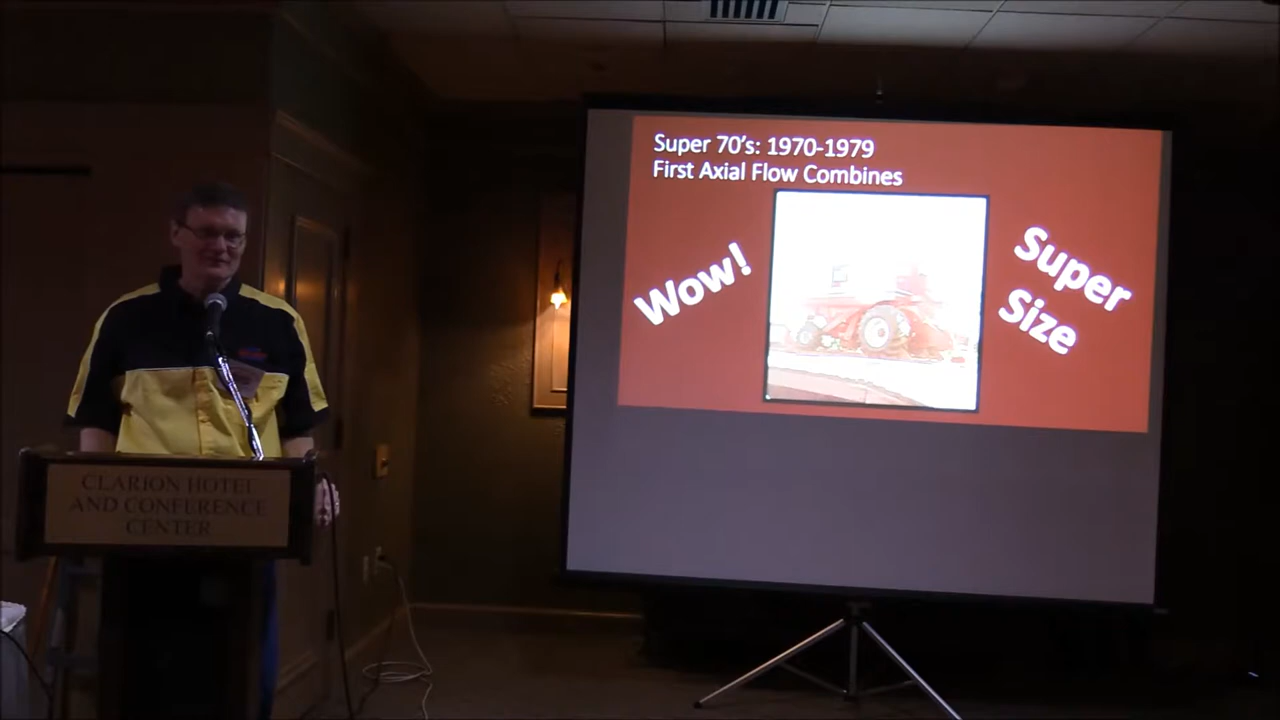 Super 70's: 1970-1979
First Axial Flow Combines
Wow!
Super
Size
CLARION HOTEL
AND CONFERENCE
CENTER